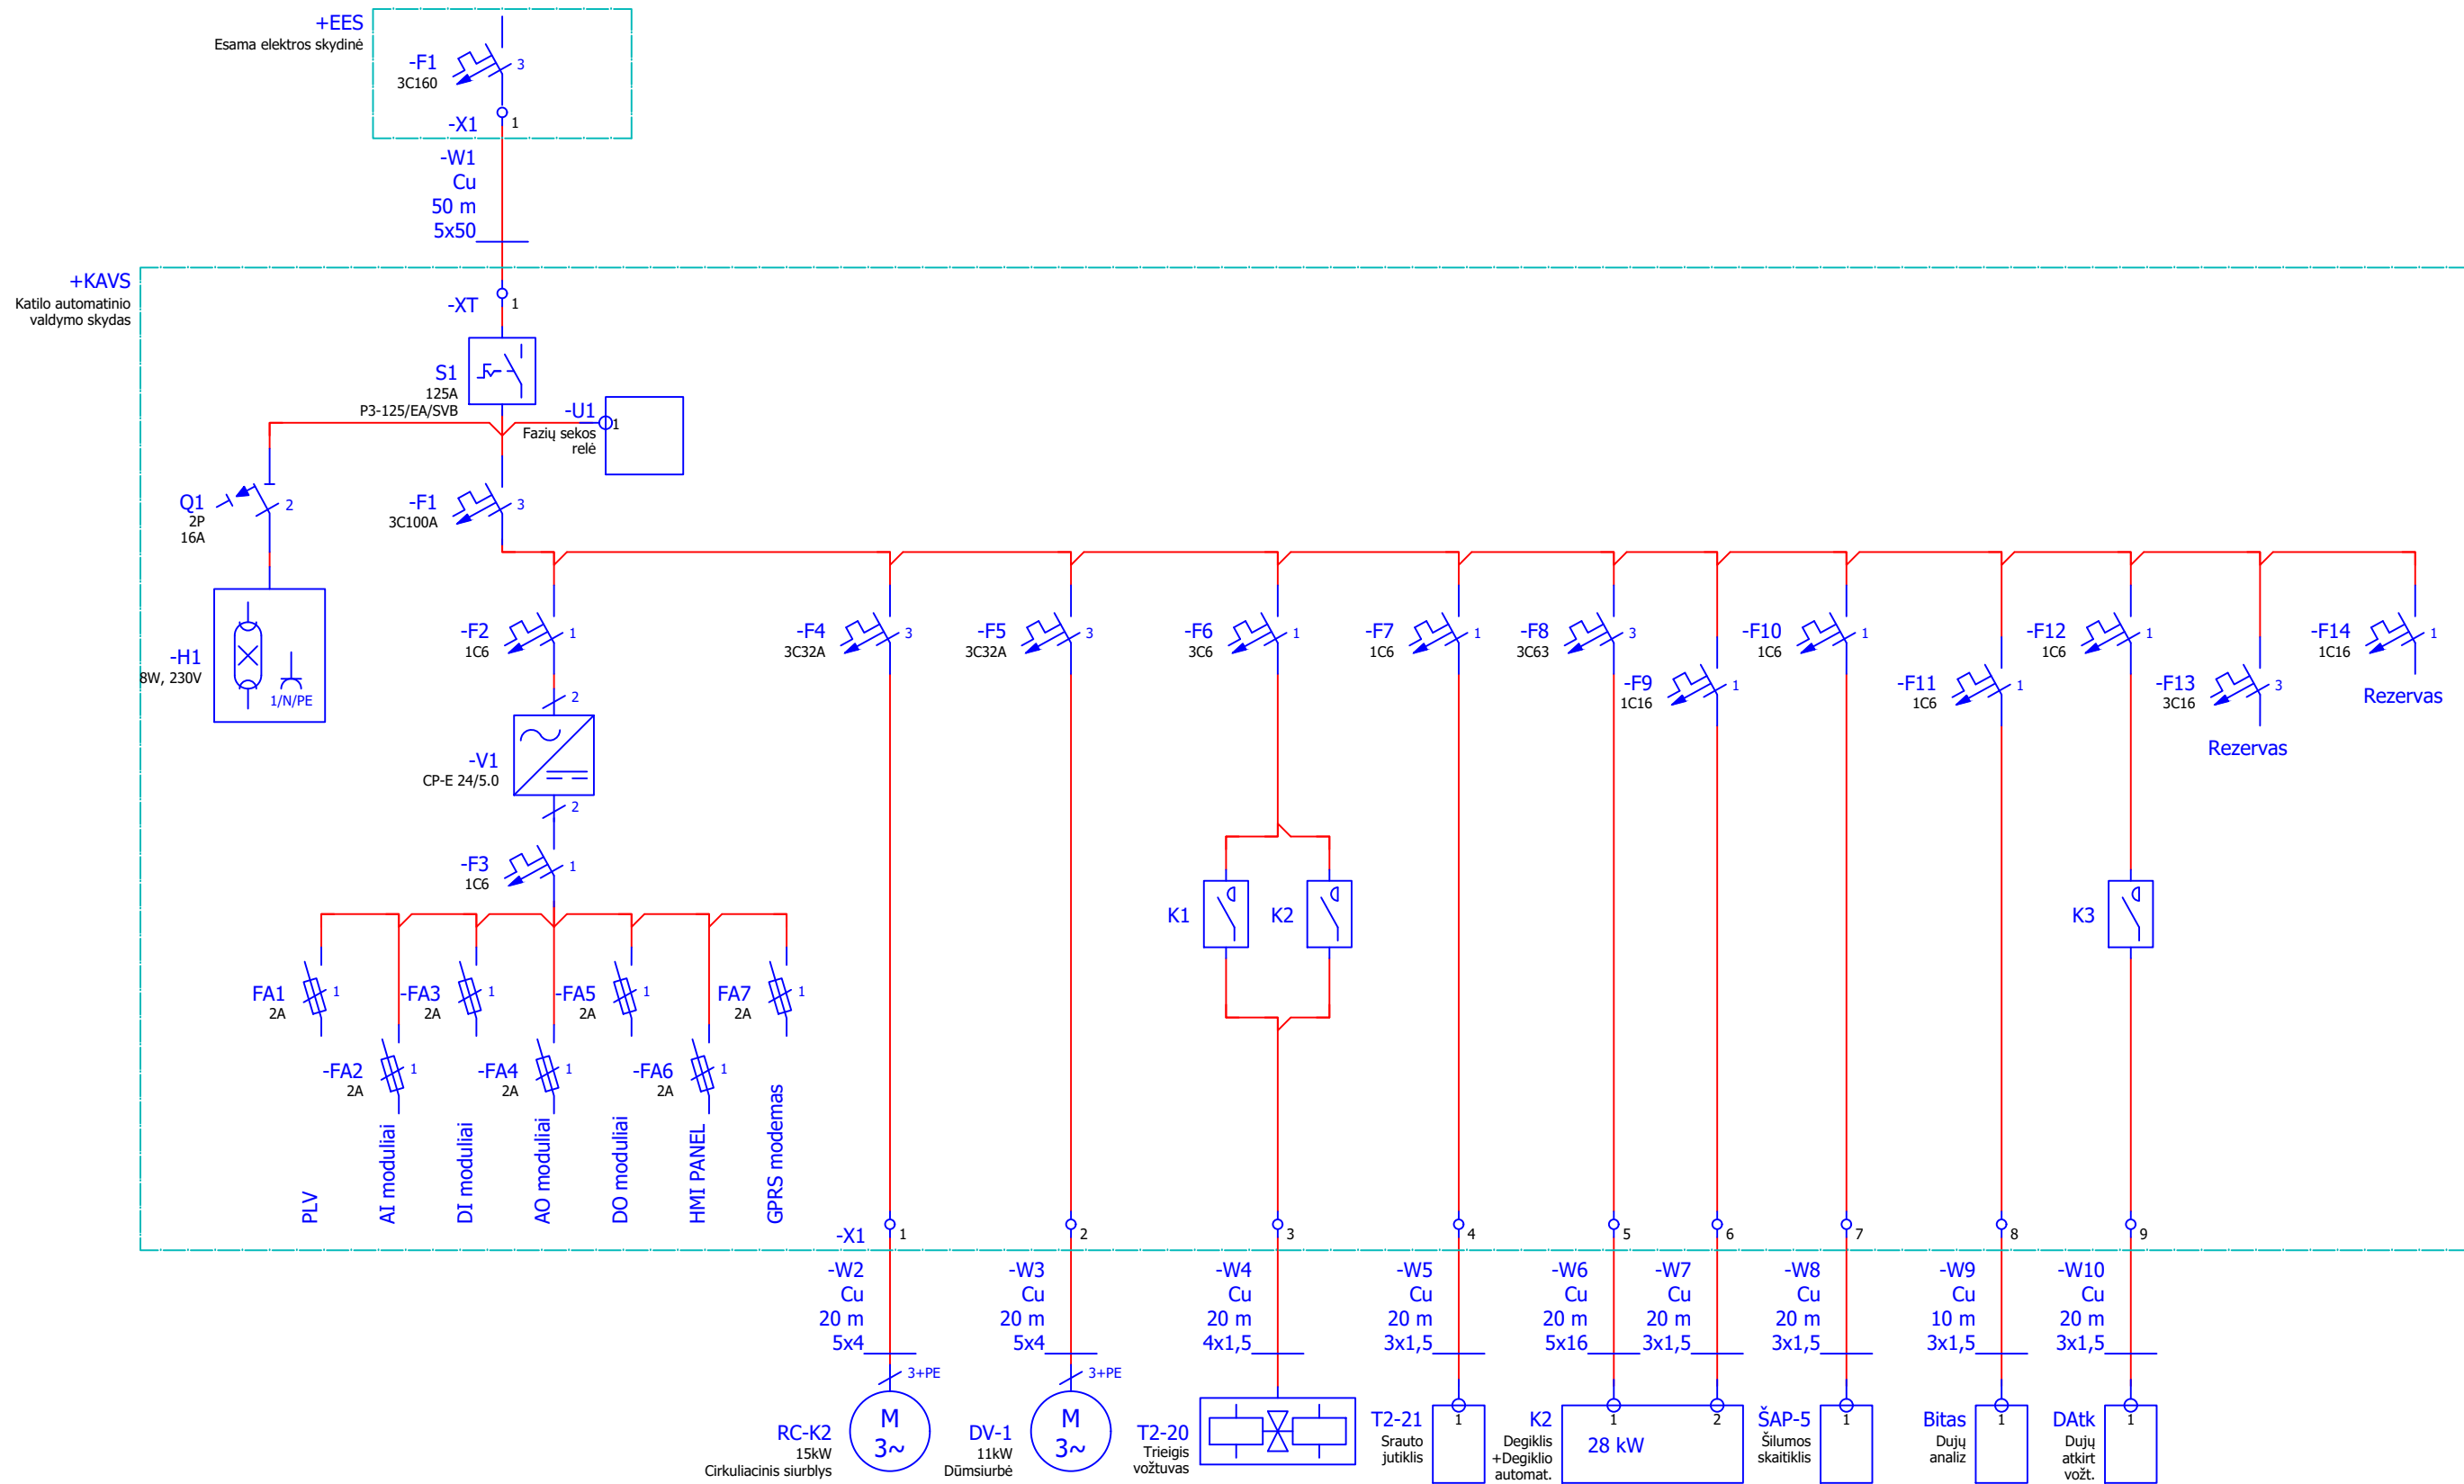 +EES
Esama elektros skydinė
-F1
3C160
3
-X1
1
-W1
Cu
50 m
5x50
+KAVS
Katilo automatinio
valdymo skydas
-XT
1
S1
125A
P3-125/EA/SVB
-U1
1
Fazių sekos
relė
Q1
2P
16A
2
-F1
3C100A
3
-H1
8W, 230V
1/N/PE
-F2
1C6
1
2
-V1
CP-E 24/5.0
2
-F3
1C6
1
-F4
3C32A
3
-F5
3C32A
3
-F6
3C6
1
-F7
1C6
1
-F8
3C63
3
-F9
1C16
1
-F10
1C6
1
-F11
1C6
1
-F12
1C6
1
-F13
3C16
3
Rezervas
-F14
1C16
1
Rezervas
K1
K2
K3
FA1
2A
1
-FA2
2A
1
-FA3
2A
1
-FA4
2A
1
-FA5
2A
1
-FA6
2A
1
FA7
2A
1
PLV
AI moduliai
DI moduliai
AO moduliai
DO moduliai
HMI PANEL
GPRS modemas
-X1
1
2
3
4
5
6
7
8
9
-W2
Cu
20 m
5x4
-W3
Cu
20 m
5x4
-W4
Cu
20 m
4x1,5
-W5
Cu
20 m
3x1,5
-W6
Cu
20 m
5x16
-W7
Cu
20 m
3x1,5
-W8
Cu
20 m
3x1,5
-W9
Cu
10 m
3x1,5
-W10
Cu
20 m
3x1,5
3+PE
RC-K2
15kW
Cirkuliacinis siurblys
M
3~
3+PE
DV-1
11kW
Dūmsiurbė
M
3~
T2-20
Trieigis
vožtuvas
T2-21
Srauto
jutiklis
1
K2
Degiklis
+Degiklio
automat.
1
2
28 kW
ŠAP-5
Šilumos
skaitiklis
1
Bitas
Dujų
analiz
1
DAtk
Dujų
atkirt
vožt.
1